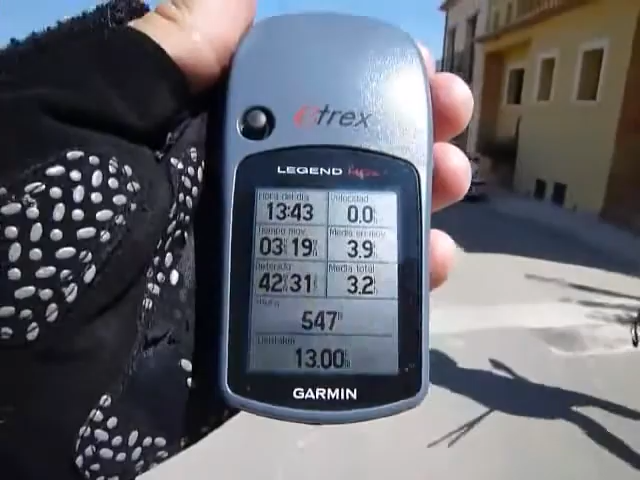 etrex
LEGEND
Hora del día Velocidad
13:43 0.0
Tiempo mov. Media en mov.
03 19 3.9
Detenido Media total
42 31 3.2
547
13.00
GARMIN